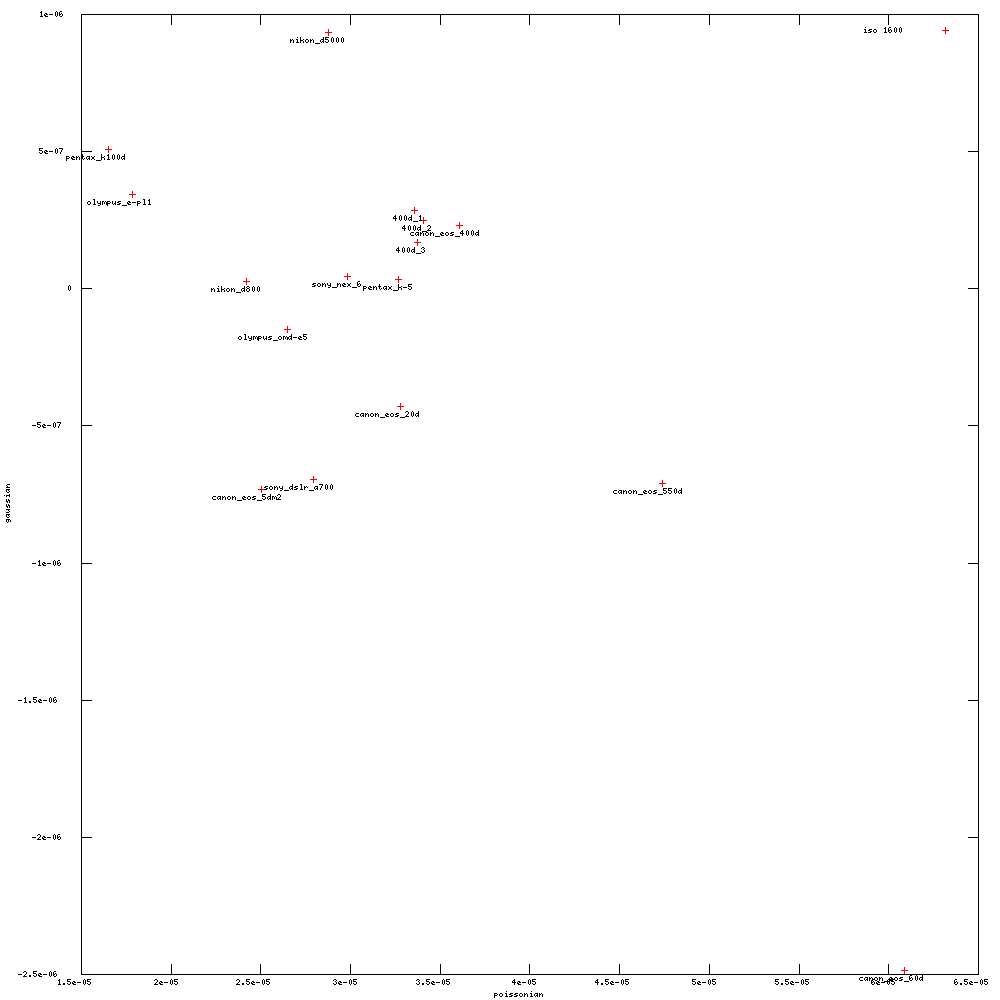 1e-06
iso 1600
nikon_d5000
5e-07
pentax_k100d
olympus_e-pl1
400d_1
400d_2
canon_eos_400d
400d_3
0
nikon_d800
sony_nex_6
pentax_k-5
olympus_omd-e5
canon_eos_20d
-5e-07
sony_dslr_a700
canon_eos_5dm2
canon_eos_550d
gaussian
-1e-06
-1.5e-06
-2e-06
-2.5e-06
canon_eos_60d
1.5e-05 2e-05 2.5e-05 3e-05 3.5e-05 4e-05 4.5e-05 5e-05 5.5e-05 6e-05 6.5e-05
poissonian